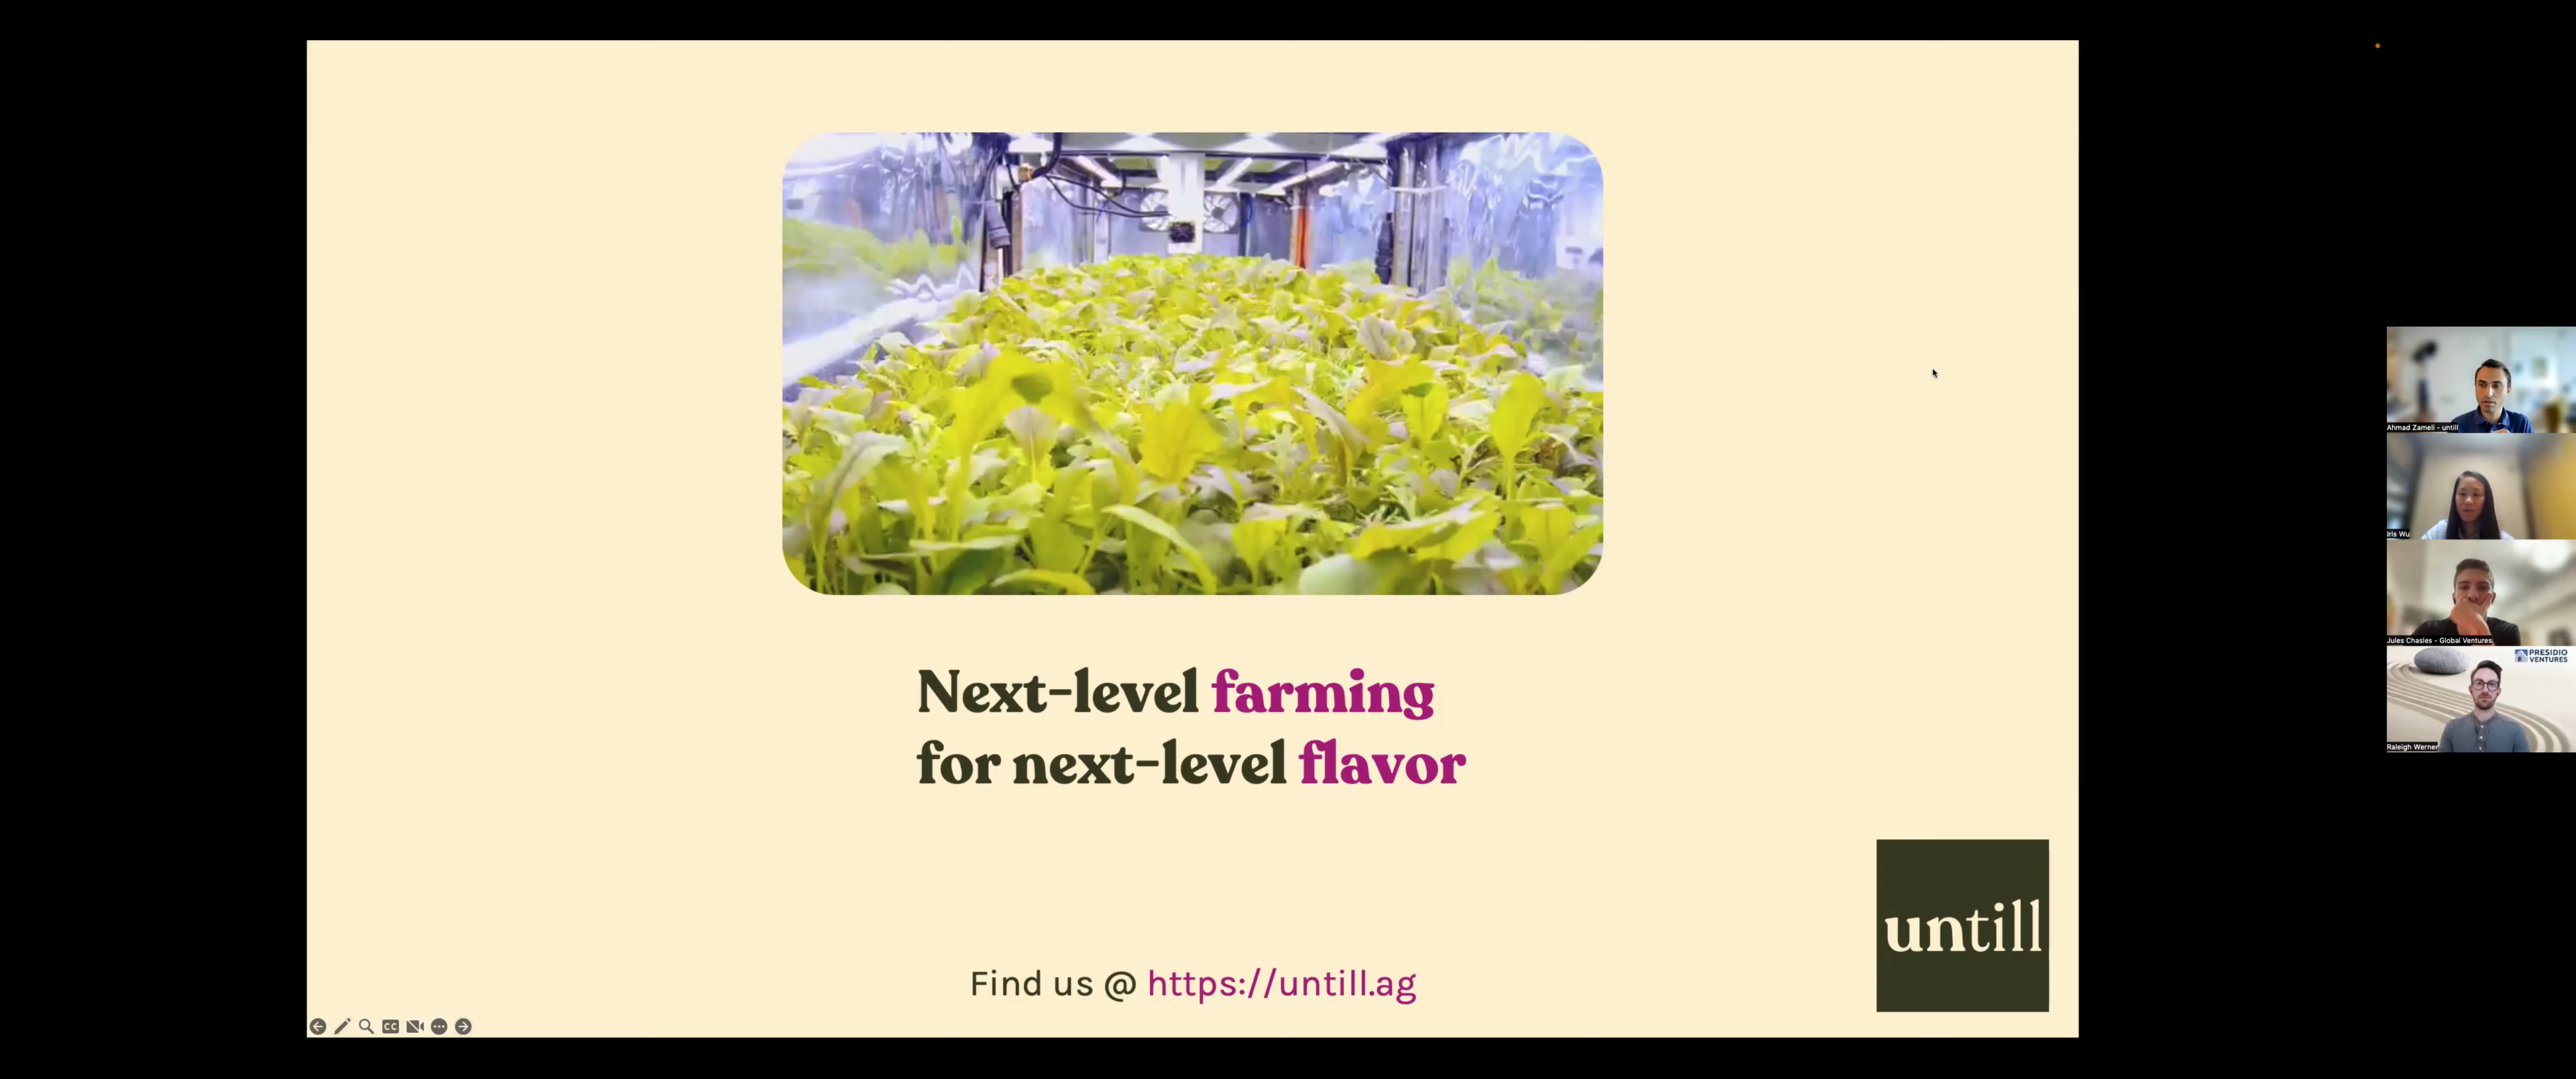 Next-level farming
for next-level flavor
untill
Find us @ https://untill.ag
CC
Ahmad Zameli - untill
Iris Wu
Jules Chasles - Global Ventures
PRESIDIO
VENTURES
Raleigh Werner